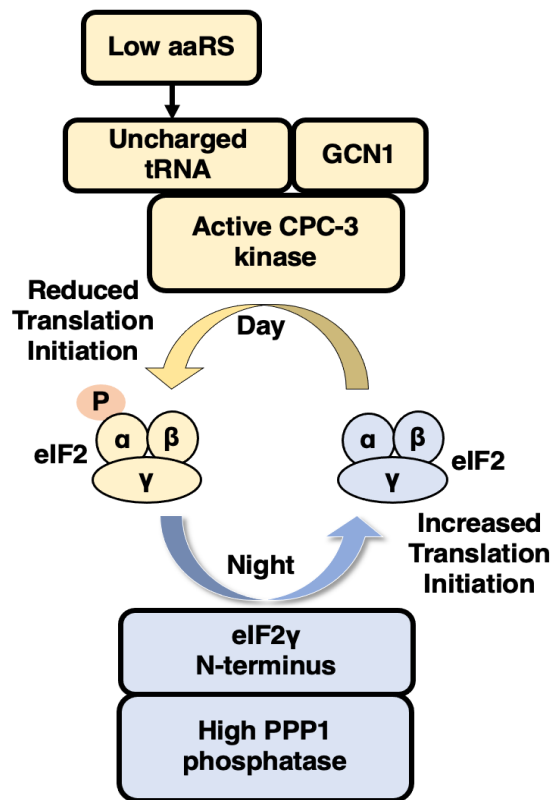 Low aaRS
Uncharged
tRNA
GCN1
Active CPC-3
kinase
Reduced
Translation
Initiation
Day
P
α
β
γ
eIF2
α
β
γ
eIF2
Increased
Translation
Initiation
Night
eIF2γ
N-terminus
High PPP1
phosphatase